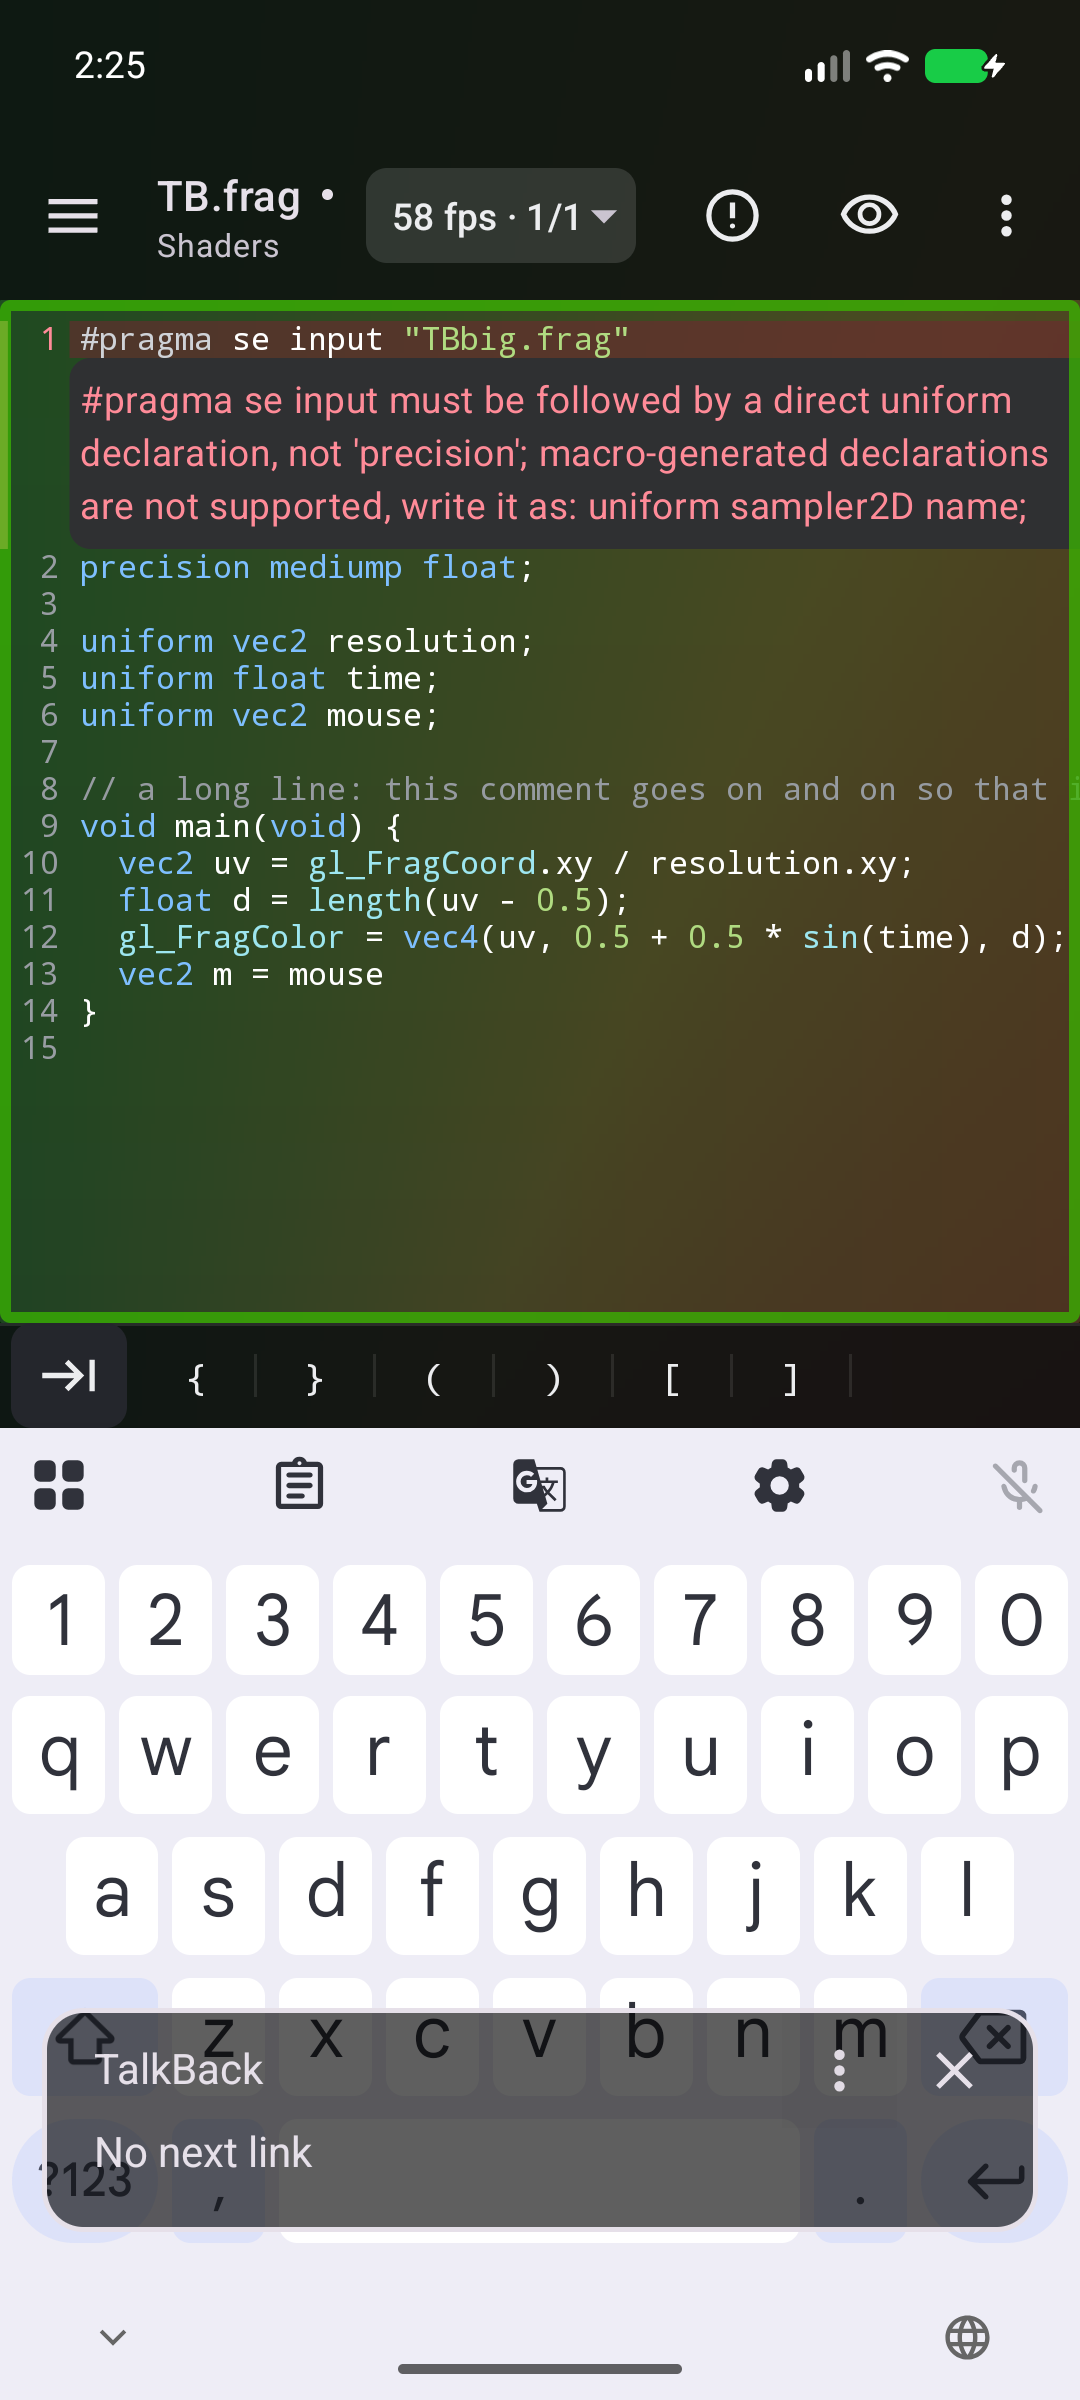 2:25
TB.frag •
58 fps · 1/1
Shaders
1 #pragma se input "TBbig.frag"
#pragma se input must be followed by a direct uniform
declaration, not 'precision'; macro-generated declarations
are not supported, write it as: uniform sampler2D name;
2 precision mediump float;
3
4 uniform vec2 resolution;
5 uniform float time;
6 uniform vec2 mouse;
7
8 // a long line: this comment goes on and on so that i
9 void main(void) {
10 vec2 uv = gl_FragCoord.xy / resolution.xy;
11 float d = length(uv - 0.5);
12 gl_FragColor = vec4(uv, 0.5 + 0.5 * sin(time), d);
13 vec2 m = mouse
14 }
15
{ } ( ) [ ]
1 2 3 4 5 6 7 8 9 0
q w e r t y u i o p
a s d f g h j k l
z x c v b n m
TalkBack
No next link
?123 , .